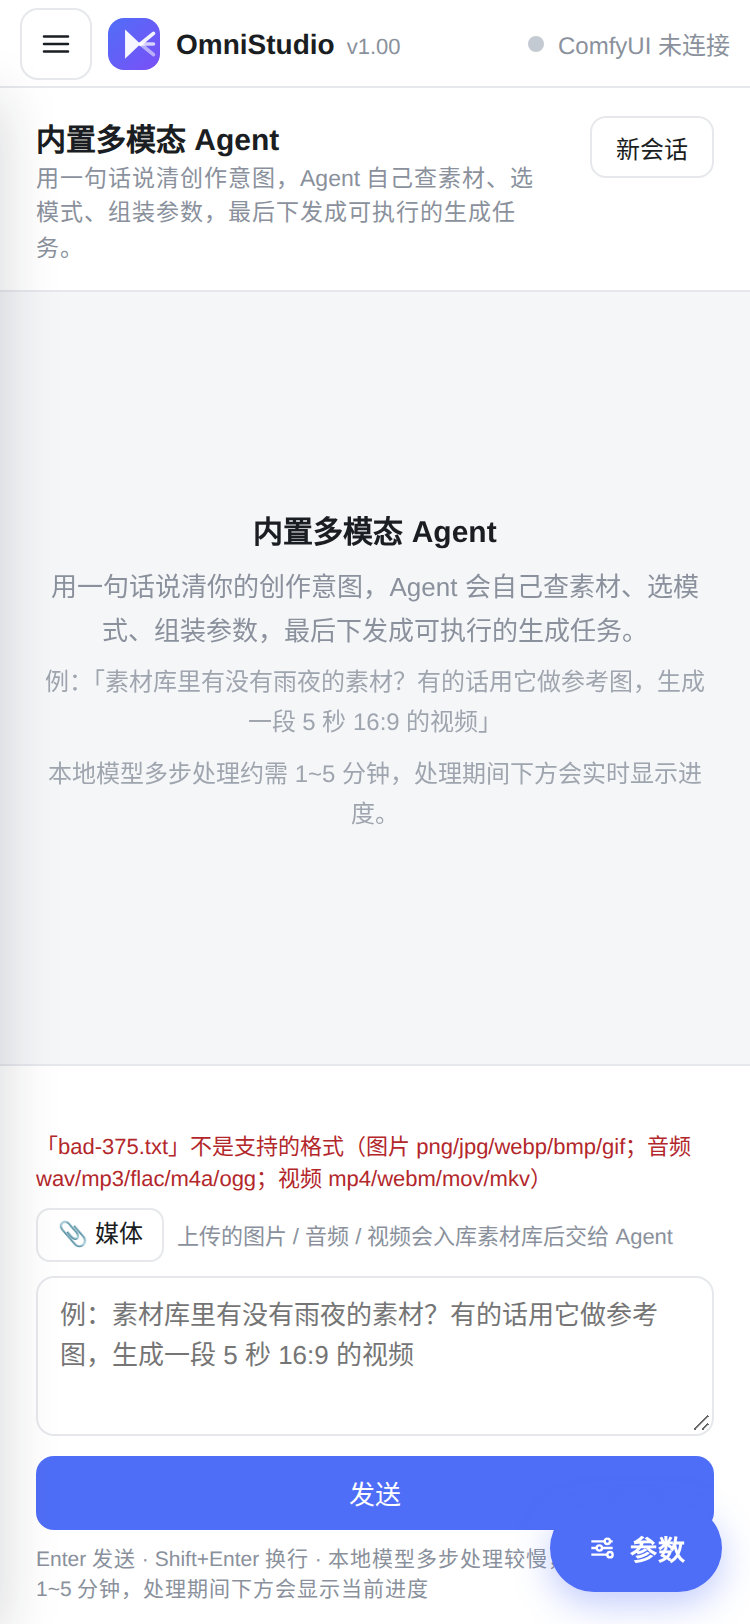 OmniStudio v1.00
ComfyUI 未连接
内置多模态 Agent
新会话
用一句话说清创作意图，Agent 自己查素材、选
模式、组装参数，最后下发成可执行的生成任
务。
内置多模态 Agent
用一句话说清你的创作意图，Agent 会自己查素材、选模
式、组装参数，最后下发成可执行的生成任务。
例：「素材库里有没有雨夜的素材？有的话用它做参考图，生成
一段 5 秒 16:9 的视频」
本地模型多步处理约需 1~5 分钟，处理期间下方会实时显示进
度。
「bad-375.txt」不是支持的格式（图片 png/jpg/webp/bmp/gif；音频
wav/mp3/flac/m4a/ogg；视频 mp4/webm/mov/mkv）
媒体
上传的图片 / 音频 / 视频会入库素材库后交给 Agent
例：素材库里有没有雨夜的素材？有的话用它做参考
图，生成一段 5 秒 16:9 的视频
发送
Enter 发送 · Shift+Enter 换行 · 本地模型多步处理较慢，
1~5 分钟，处理期间下方会显示当前进度
参数